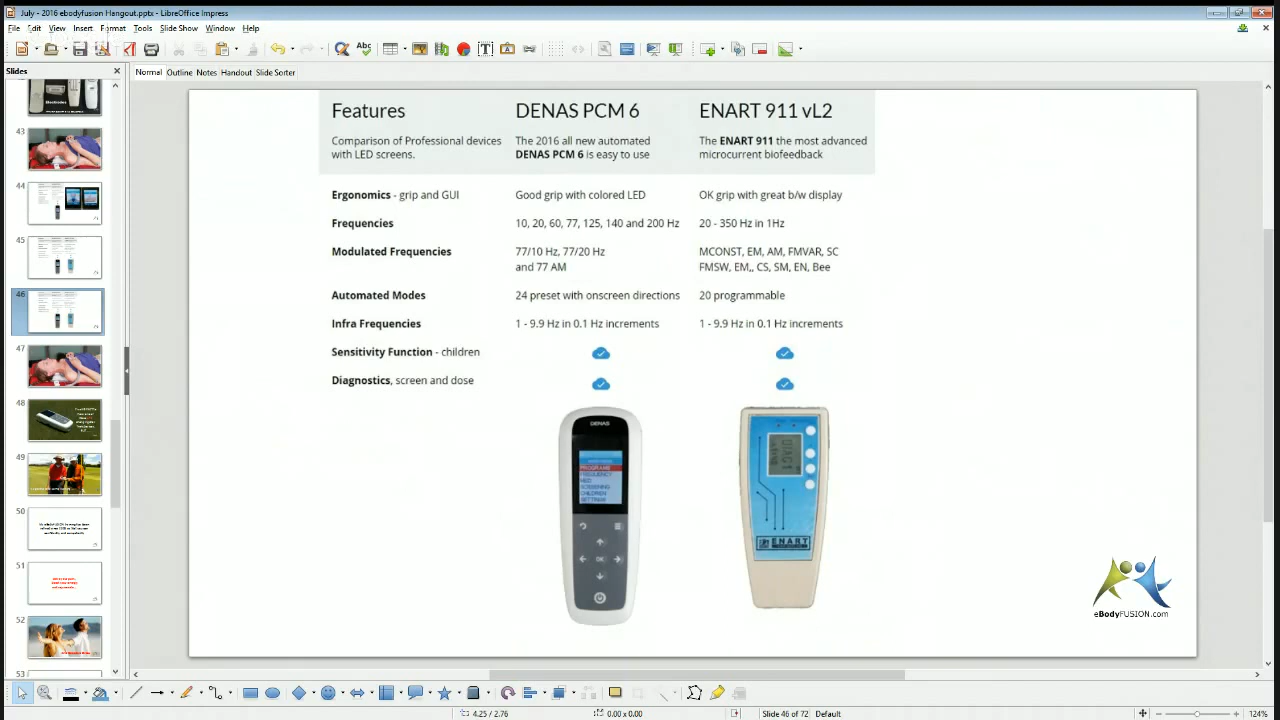 July - 2016 ebodyfusion Hangout.pptx - LibreOffice Impress
File Edit View Insert Format Tools Slide Show Window Help
Slides
Normal Outline Notes Handout Slide Sorter
Electrodes
43
44
45
46
47
48
49
50
51
52
53
Features DENAS PCM 6 ENART 911 vL2
Comparison of Professional devices The 2016 all new automated The ENART 911 the most advanced
with LED screens. DENAS PCM 6 is easy to use microcurrent biofeedback
Ergonomics - grip and GUI Good grip with colored LED OK grip with great b/w display
Frequencies 10, 20, 60, 77, 125, 140 and 200 Hz 20 - 350 Hz in 1Hz
Modulated Frequencies 77/10 Hz, 77/20 Hz MCONST, EM, AM, FMVAR, SC
and 77 AM FMSW, EM,, CS, SM, EN, Bee
Automated Modes 24 preset with onscreen directions 20 programmable
Infra Frequencies 1 - 9.9 Hz in 0.1 Hz increments 1 - 9.9 Hz in 0.1 Hz increments
Sensitivity Function - children
Diagnostics, screen and dose
DENAS
PROGRAMS
FREQUENCY
MED
SCREENING
CHILDREN
SETTINGS
OK
ENART
eBodyFUSION.com
4.25 / 2.76 0.00 x 0.00 Slide 46 of 72 Default 124%